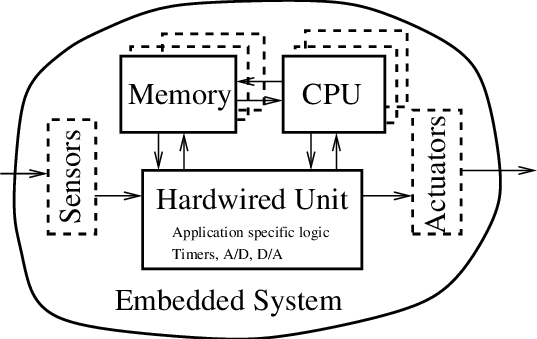 Memory
CPU
Sensors
Actuators
Hardwired Unit
Application specific logic
Timers, A/D, D/A
Embedded System